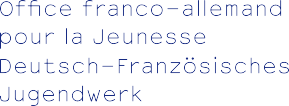 Office franco-allemand
pour la Jeunesse
Deutsch-Französisches
Jugendwerk